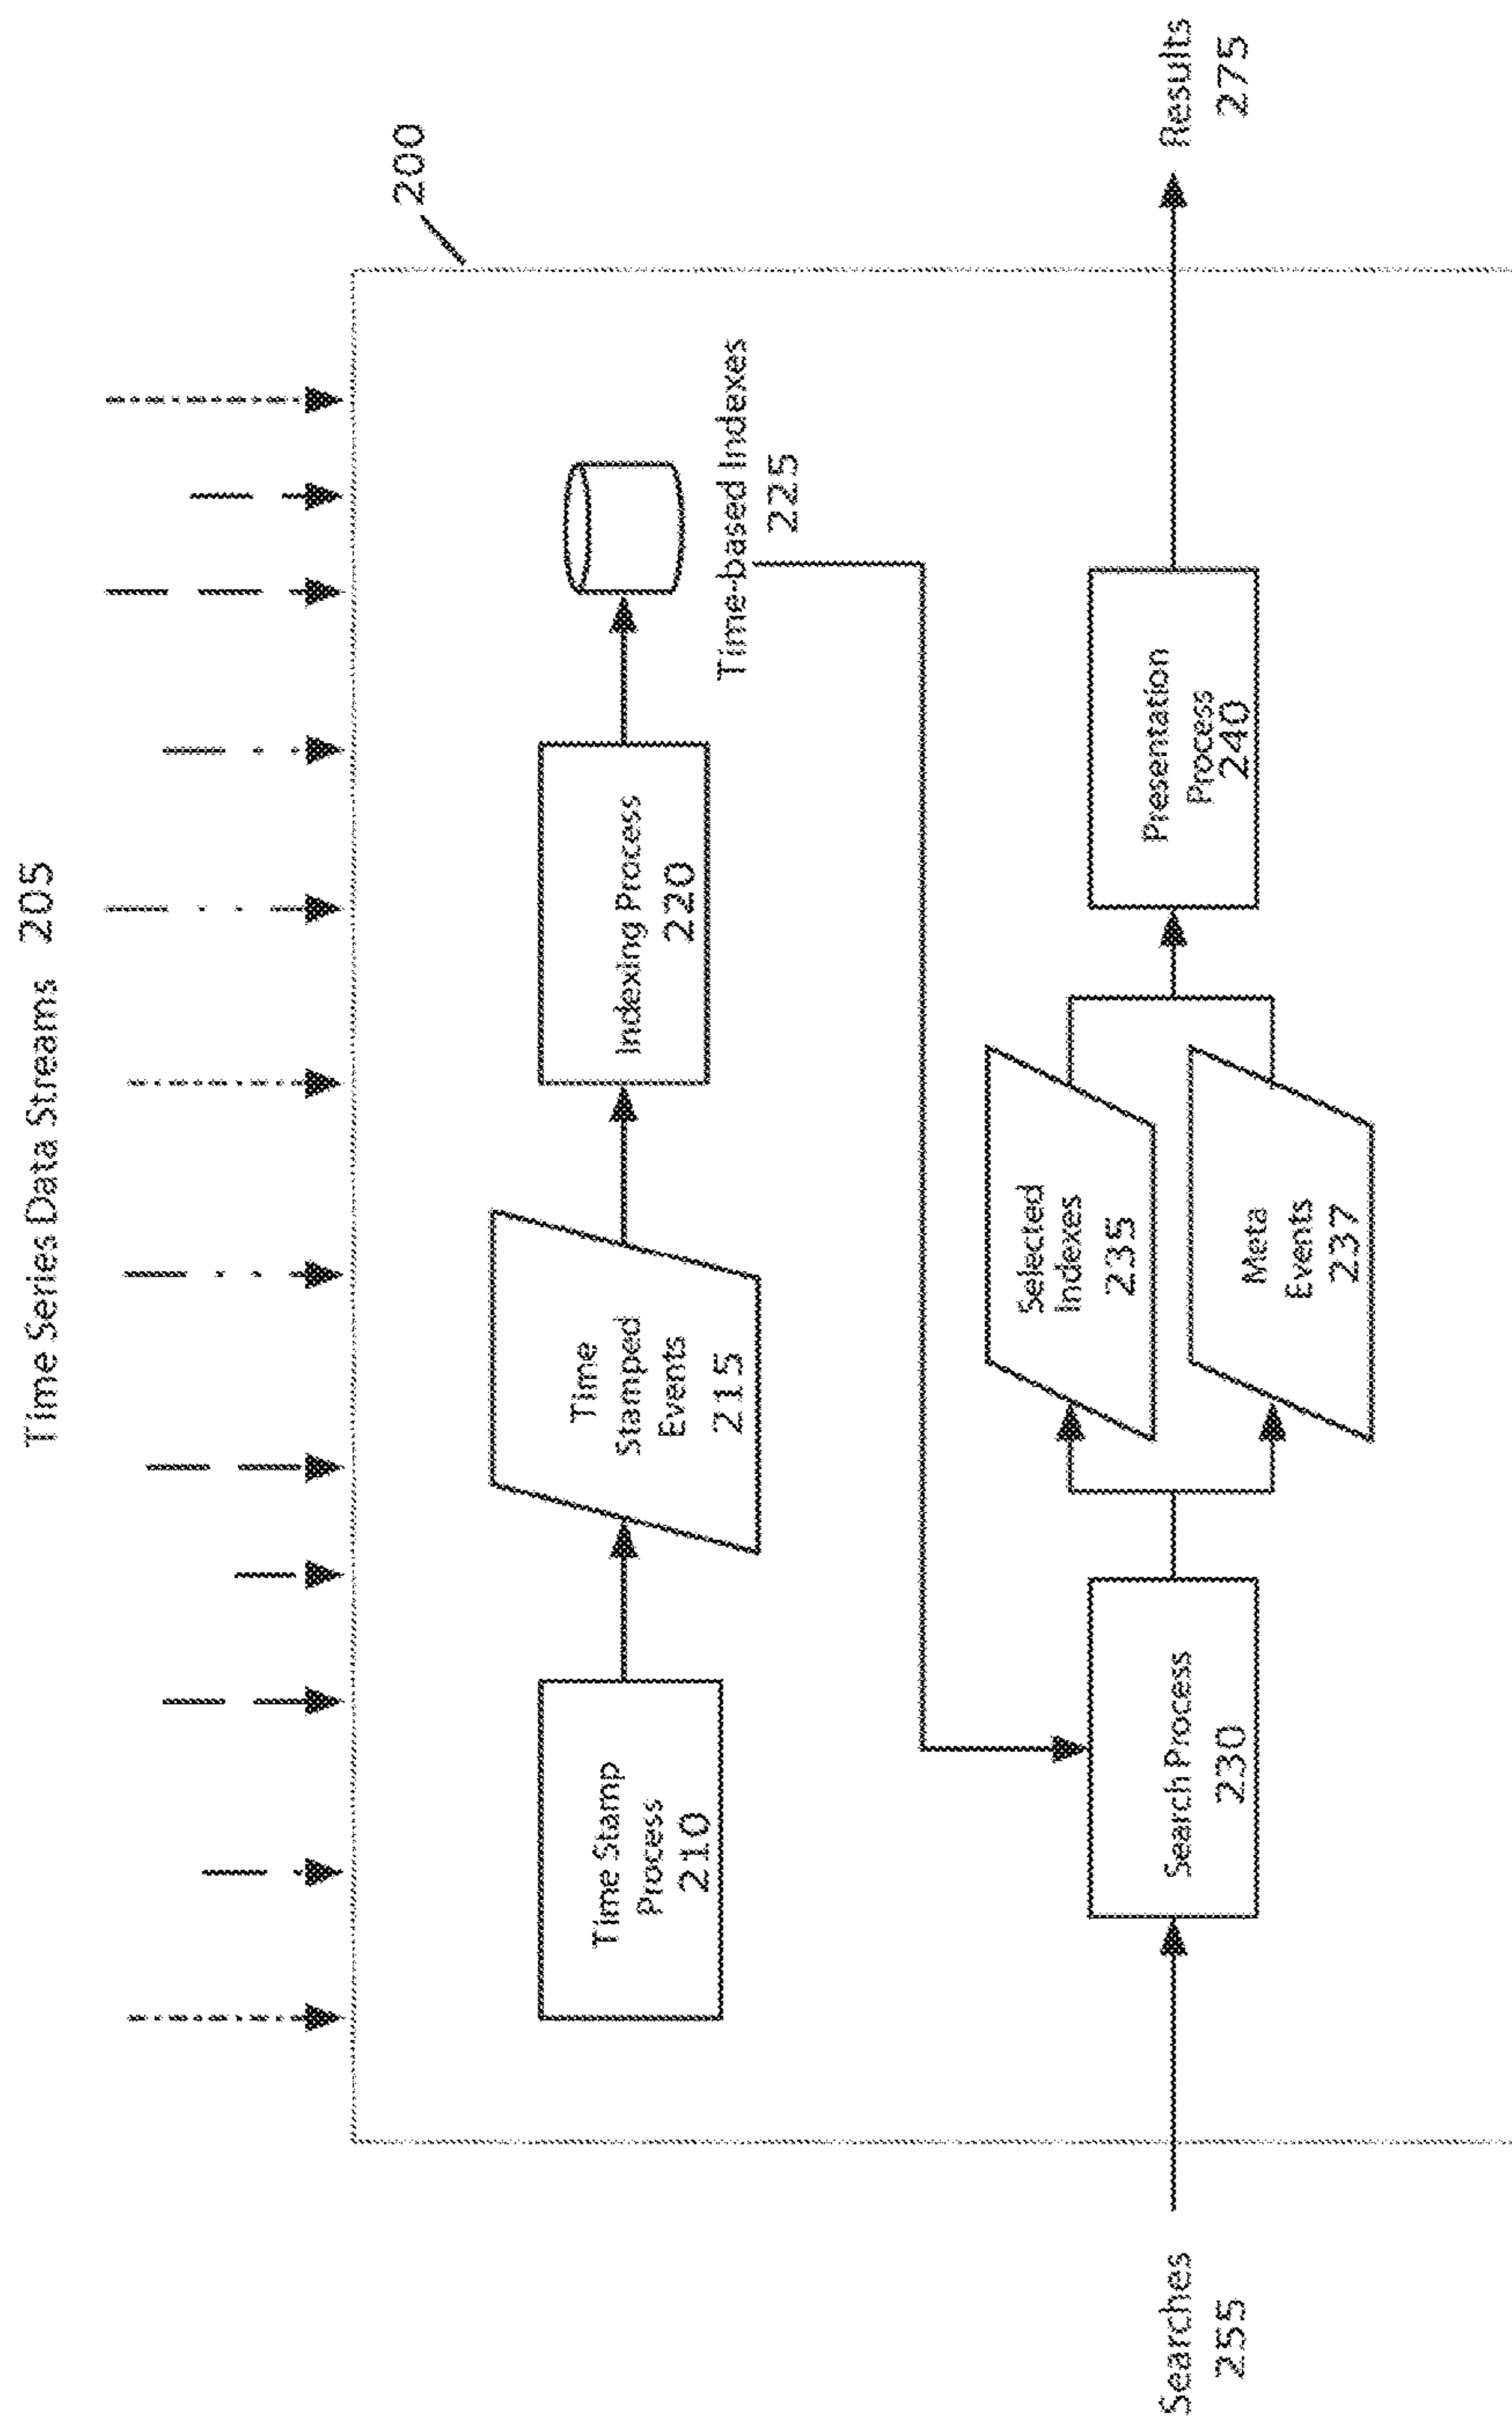 Time Series Data Streams 205
200
Time Stamp
Process
210
Time
Stamped
Events
215
Indexing Process
220
Time-based Indexes
225
Searches
255
Search Process
230
Selected
Indexes
235
Meta
Events
237
Presentation
Process
240
Results
275